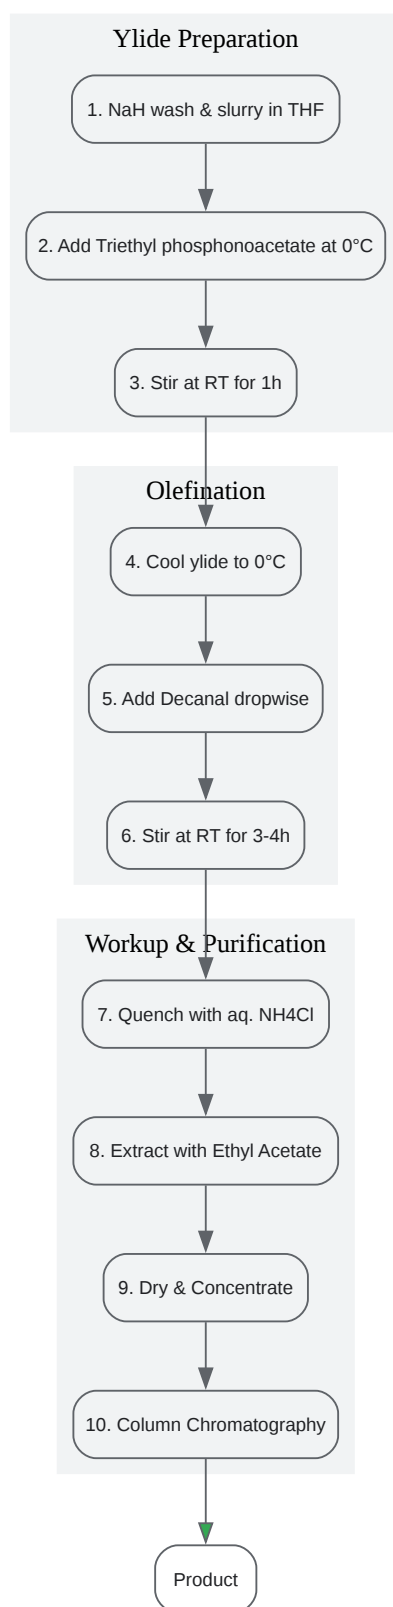 Ylide Preparation
1. NaH wash & slurry in THF
2. Add Triethyl phosphonoacetate at 0°C
3. Stir at RT for 1h
Olefination
4. Cool ylide to 0°C
5. Add Decanal dropwise
6. Stir at RT for 3-4h
Workup & Purification
7. Quench with aq. NH4Cl
8. Extract with Ethyl Acetate
9. Dry & Concentrate
10. Column Chromatography
Product